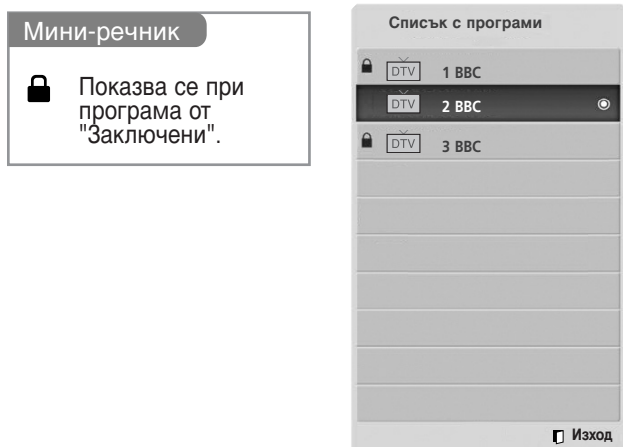 Мини-речник
Показва се при
програма от
"Заключени".
Списък с програми
DTV 1 BBC
DTV 2 BBC
DTV 3 BBC
Изход